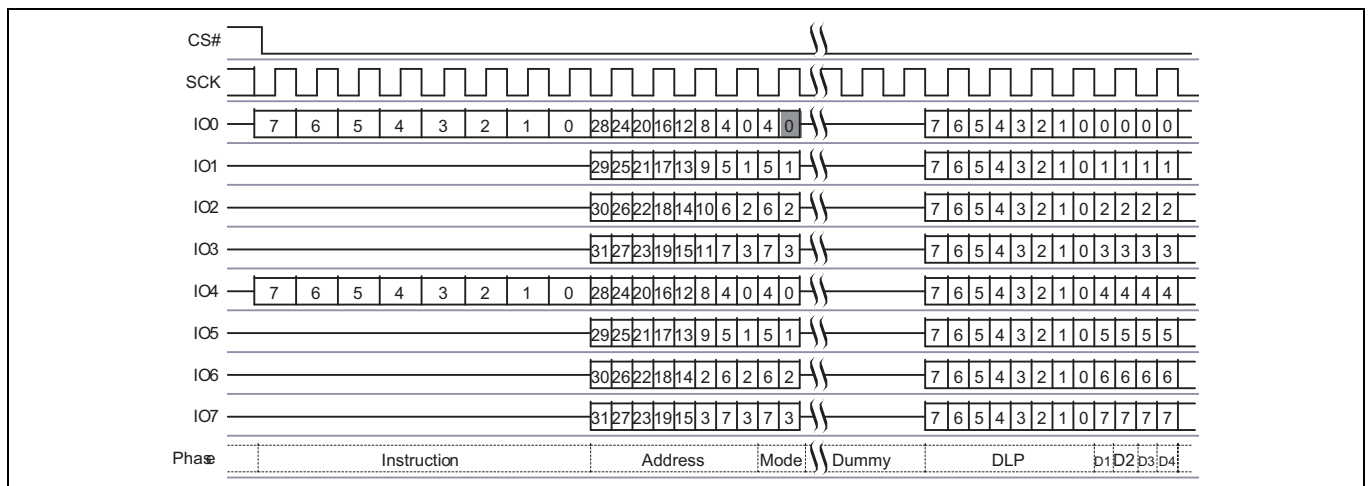 CS#
SCK
IO0 7 6 5 4 3 2 1 0 28 24 20 16 12 8 4 0 4 0 7 6 5 4 3 2 1 0 0 0 0 0
IO1 29 25 21 17 13 9 5 1 5 1 7 6 5 4 3 2 1 0 1 1 1 1
IO2 30 26 22 18 14 10 6 2 6 2 7 6 5 4 3 2 1 0 2 2 2 2
IO3 31 27 23 19 15 11 7 3 7 3 7 6 5 4 3 2 1 0 3 3 3 3
IO4 7 6 5 4 3 2 1 0 28 24 20 16 12 8 4 0 4 0 7 6 5 4 3 2 1 0 4 4 4 4
IO5 29 25 21 17 13 9 5 1 5 1 7 6 5 4 3 2 1 0 5 5 5 5
IO6 30 26 22 18 14 2 6 2 6 2 7 6 5 4 3 2 1 0 6 6 6 6
IO7 31 27 23 19 15 3 7 3 7 3 7 6 5 4 3 2 1 0 7 7 7 7
Phase Instruction Address Mode Dummy DLP D1 D2 D3 D4